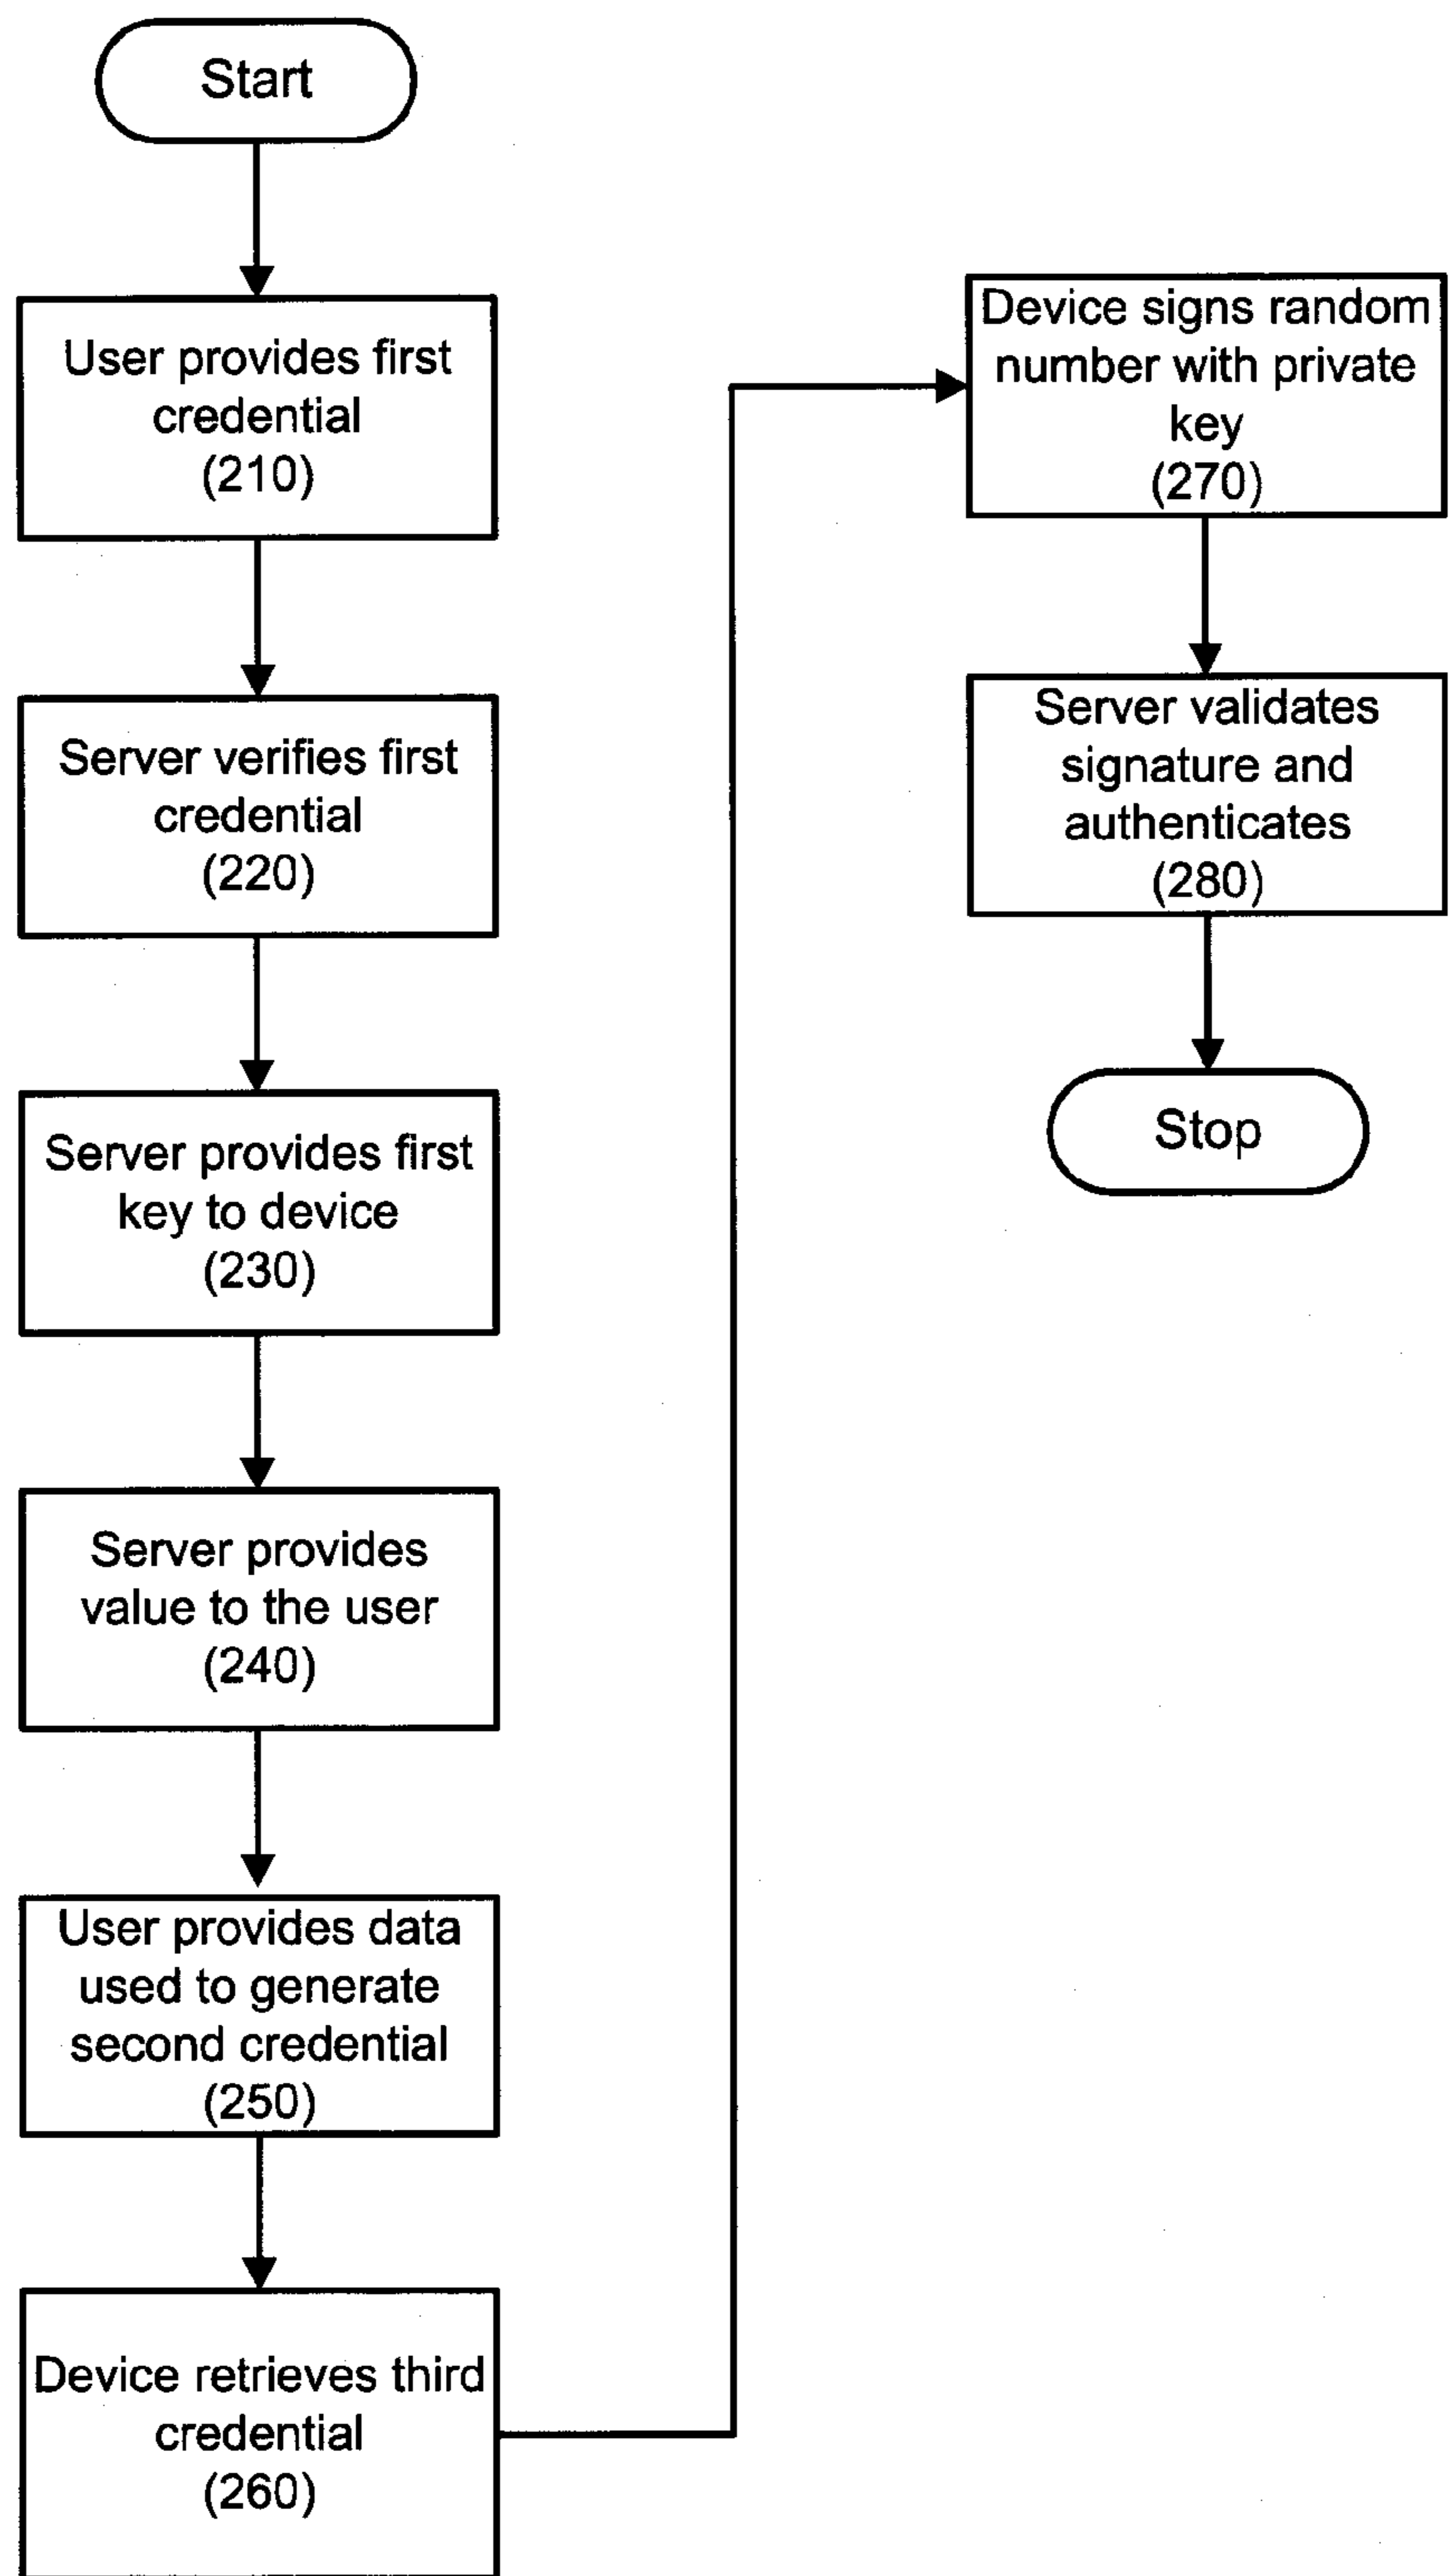 Start
User provides first
credential
(210)
Server verifies first
credential
(220)
Server provides first
key to device
(230)
Server provides
value to the user
(240)
User provides data
used to generate
second credential
(250)
Device retrieves third
credential
(260)
Device signs random
number with private
key
(270)
Server validates
signature and
authenticates
(280)
Stop